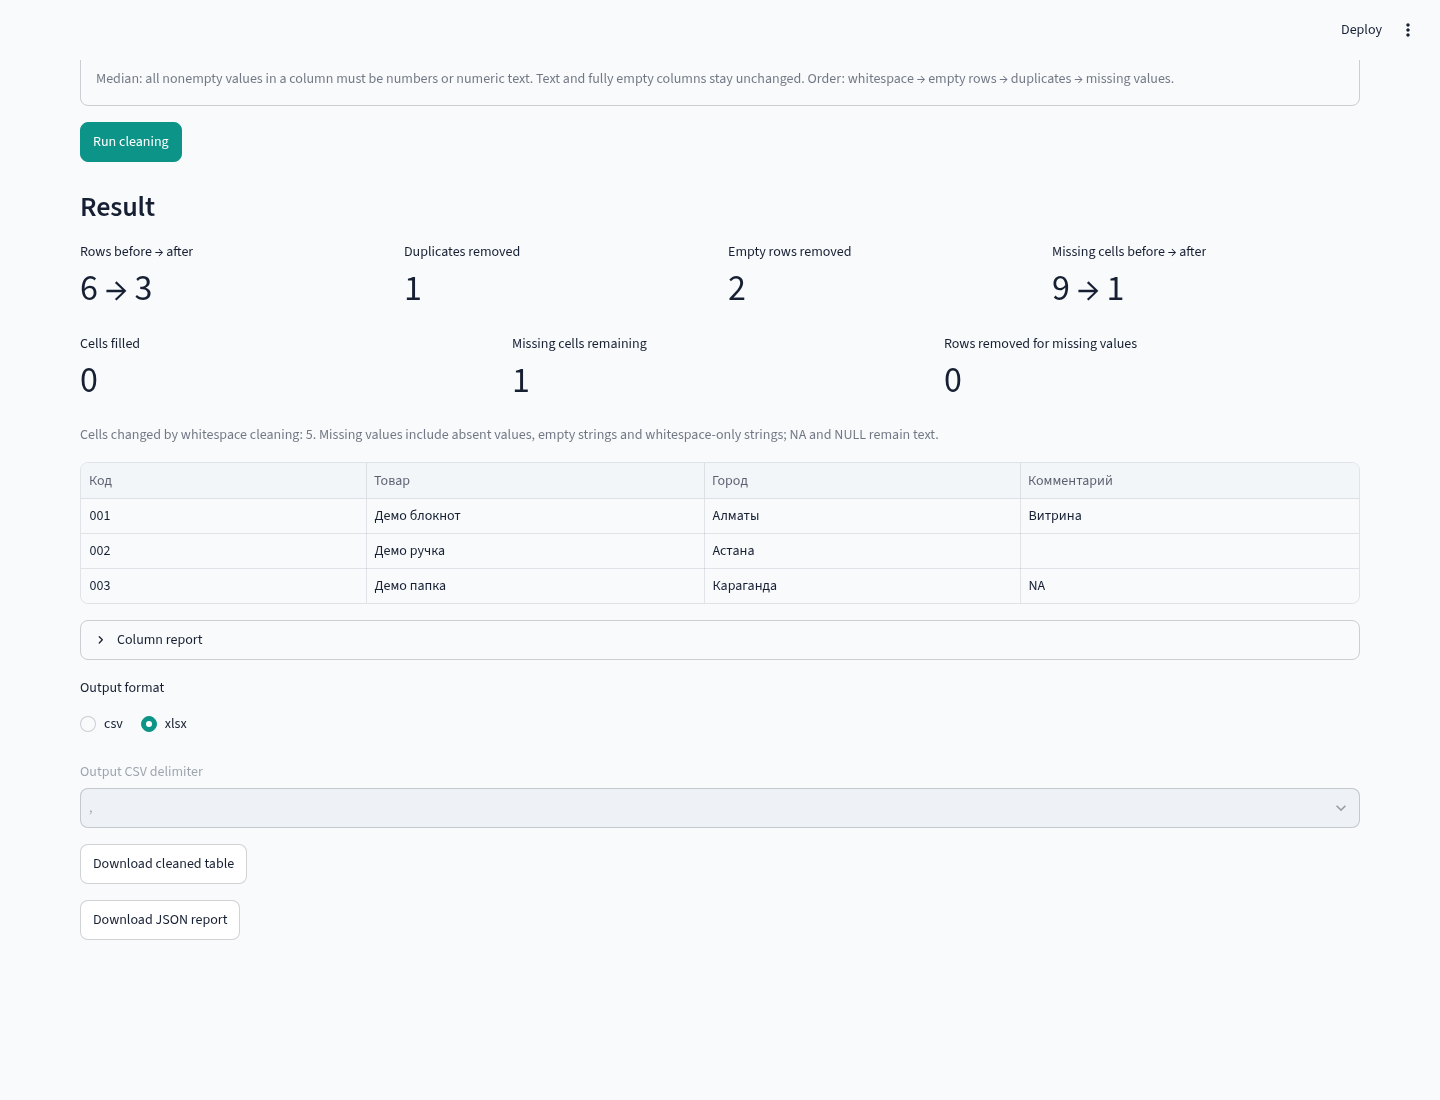 Deploy
Median: all nonempty values in a column must be numbers or numeric text. Text and fully empty columns stay unchanged. Order: whitespace → empty rows → duplicates → missing values.
Run cleaning
Result
Rows before → after
Duplicates removed
Empty rows removed
Missing cells before → after
6 → 3
1
2
9 → 1
Cells filled
Missing cells remaining
Rows removed for missing values
0
1
0
Cells changed by whitespace cleaning: 5. Missing values include absent values, empty strings and whitespace-only strings; NA and NULL remain text.
Код Товар Город Комментарий
001 Демо блокнот Алматы Витрина
002 Демо ручка Астана
003 Демо папка Караганда NA
Column report
Output format
csv xlsx
Output CSV delimiter
,
Download cleaned table
Download JSON report